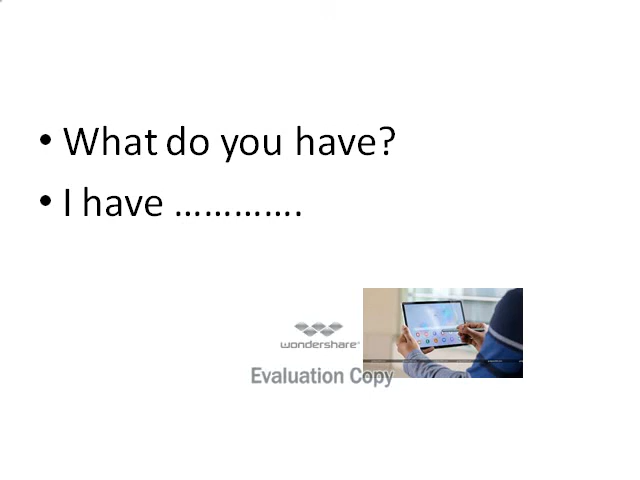 • What do you have?
• I have ………….
wondershare
Evaluation Copy